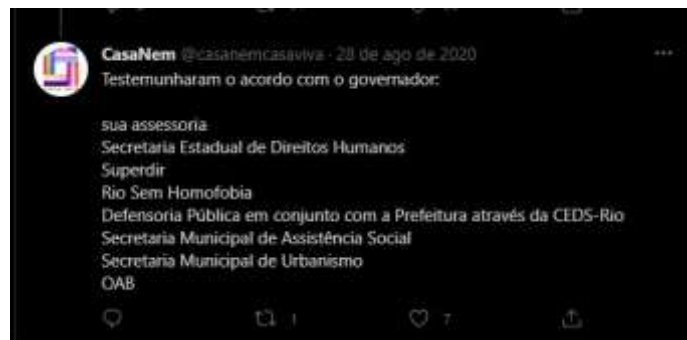 CasaNem @casanemcasaviva · 28 de ago de 2020
Testemunharam o acordo com o governador:
sua assessoria
Secretaria Estadual de Direitos Humanos
Superdir
Rio Sem Homofobia
Defensoria Pública em conjunto com a Prefeitura através da CEDS-Rio
Secretaria Municipal de Assistência Social
Secretaria Municipal de Urbanismo
OAB
1 7